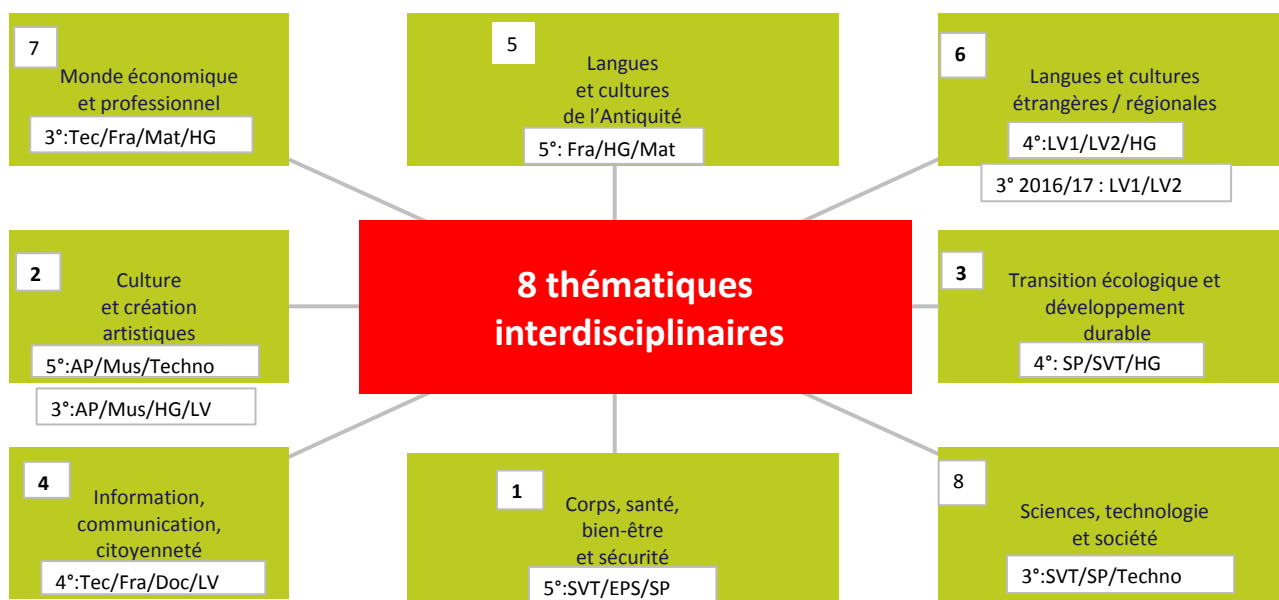 7
Monde économique
et professionnel
3°:Tec/Fra/Mat/HG
5
Langues
et cultures
de l'Antiquité
5°: Fra/HG/Mat
6
Langues et cultures
étrangères / régionales
4°:LV1/LV2/HG
3° 2016/17 : LV1/LV2
2
Culture
et création
artistiques
5°:AP/Mus/Techno
3°:AP/Mus/HG/LV
8 thématiques
interdisciplinaires
3
Transition écologique et
développement
durable
4°: SP/SVT/HG
4
Information,
communication,
citoyenneté
4°:Tec/Fra/Doc/LV
1
Corps, santé,
bien-être
et sécurité
5°:SVT/EPS/SP
8
Sciences, technologie
et société
3°:SVT/SP/Techno